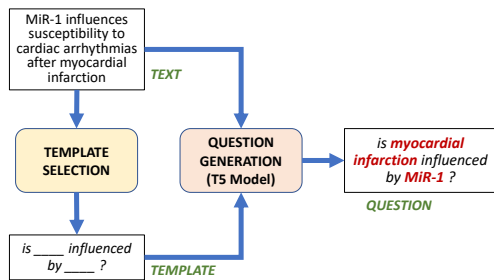 MiR-1 influences
susceptibility to
cardiac arrhythmias
after myocardial
infarction
TEXT
TEMPLATE
SELECTION
QUESTION
GENERATION
(T5 Model)
is myocardial
infarction influenced
by MiR-1 ?
QUESTION
is ____ influenced
by ____ ?
TEMPLATE